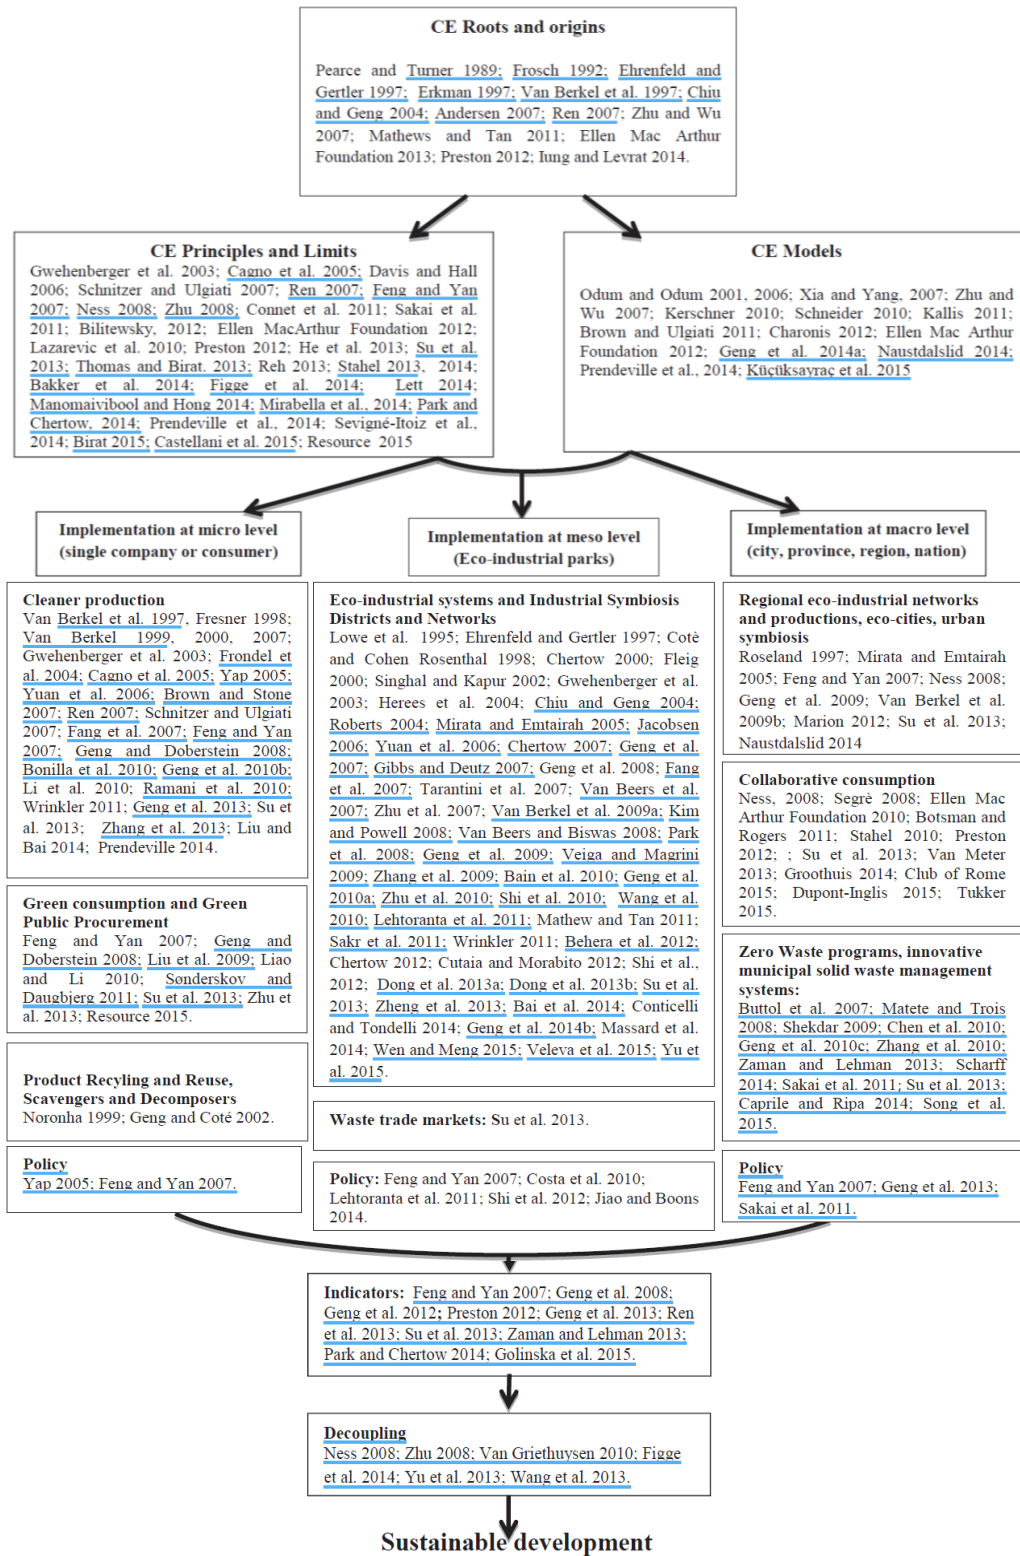 CE Roots and origins
Pearce and Turner 1989; Frosch 1992; Ehrenfeld and
Gertler 1997; Erkman 1997; Van Berkel et al. 1997; Chiu
and Geng 2004; Andersen 2007; Ren 2007; Zhu and Wu
2007; Mathews and Tan 2011; Ellen Mac Arthur
Foundation 2013; Preston 2012; Iung and Levrat 2014.
CE Principles and Limits
Gwehenberger et al. 2003; Cagno et al. 2005; Davis and Hall
2006; Schnitzer and Ulgiati 2007; Ren 2007; Feng and Yan
2007; Ness 2008; Zhu 2008; Connet et al. 2011; Sakai et al.
2011; Bilitewsky, 2012; Ellen MacArthur Foundation 2012;
Lazarevic et al. 2010; Preston 2012; He et al. 2013; Su et al.
2013; Thomas and Birat. 2013; Reh 2013; Stahel 2013, 2014;
Bakker et al. 2014; Figge et al. 2014; Lett 2014;
Manomaivibool and Hong 2014; Mirabella et al., 2014; Park and
Chertow, 2014; Prendeville et al., 2014; Sevigné-Itoiz et al.,
2014; Birat 2015; Castellani et al. 2015; Resource 2015
CE Models
Odum and Odum 2001, 2006; Xia and Yang, 2007; Zhu and
Wu 2007; Kerschner 2010; Schneider 2010; Kallis 2011;
Brown and Ulgiati 2011; Charonis 2012; Ellen Mac Arthur
Foundation 2012; Geng et al. 2014a; Naustdalslid 2014;
Prendeville et al., 2014; Küçüksayraç et al. 2015
Implementation at micro level
(single company or consumer)
Implementation at meso level
(Eco-industrial parks)
Implementation at macro level
(city, province, region, nation)
Cleaner production
Van Berkel et al. 1997, Fresner 1998;
Van Berkel 1999, 2000, 2007;
Gwehenberger et al. 2003; Frondel et
al. 2004; Cagno et al. 2005; Yap 2005;
Yuan et al. 2006; Brown and Stone
2007; Ren 2007; Schnitzer and Ulgiati
2007; Fang et al. 2007; Feng and Yan
2007; Geng and Doberstein 2008;
Bonilla et al. 2010; Geng et al. 2010b;
Li et al. 2010; Ramani et al. 2010;
Wrinkler 2011; Geng et al. 2013; Su et
al. 2013; Zhang et al. 2013; Liu and
Bai 2014; Prendeville 2014.
Green consumption and Green
Public Procurement
Feng and Yan 2007; Geng and
Doberstein 2008; Liu et al. 2009; Liao
and Li 2010; Sønderskov and
Daugbjerg 2011; Su et al. 2013; Zhu et
al. 2013; Resource 2015.
Product Recyling and Reuse,
Scavengers and Decomposers
Noronha 1999; Geng and Coté 2002.
Policy
Yap 2005; Feng and Yan 2007.
Eco-industrial systems and Industrial Symbiosis
Districts and Networks
Lowe et al. 1995; Ehrenfeld and Gertler 1997; Cotè
and Cohen Rosenthal 1998; Chertow 2000; Fleig
2000; Singhal and Kapur 2002; Gwehenberger et al.
2003; Herees et al. 2004; Chiu and Geng 2004;
Roberts 2004; Mirata and Emtairah 2005; Jacobsen
2006; Yuan et al. 2006; Chertow 2007; Geng et al.
2007; Gibbs and Deutz 2007; Geng et al. 2008; Fang
et al. 2007; Tarantini et al. 2007; Van Beers et al.
2007; Zhu et al. 2007; Van Berkel et al. 2009a; Kim
and Powell 2008; Van Beers and Biswas 2008; Park
et al. 2008; Geng et al. 2009; Veiga and Magrini
2009; Zhang et al. 2009; Bain et al. 2010; Geng et al.
2010a; Zhu et al. 2010; Shi et al. 2010; Wang et al.
2010; Lehtoranta et al. 2011; Mathew and Tan 2011;
Sakr et al. 2011; Wrinkler 2011; Behera et al. 2012;
Chertow 2012; Cutaia and Morabito 2012; Shi et al.,
2012; Dong et al. 2013a; Dong et al. 2013b; Su et al.
2013; Zheng et al. 2013; Bai et al. 2014; Conticelli
and Tondelli 2014; Geng et al. 2014b; Massard et al.
2014; Wen and Meng 2015; Veleva et al. 2015; Yu et
al. 2015.
Waste trade markets: Su et al. 2013.
Policy: Feng and Yan 2007; Costa et al. 2010;
Lehtoranta et al. 2011; Shi et al. 2012; Jiao and Boons
2014.
Regional eco-industrial networks
and productions, eco-cities, urban
symbiosis
Roseland 1997; Mirata and Emtairah
2005; Feng and Yan 2007; Ness 2008;
Geng et al. 2009; Van Berkel et al.
2009b; Marion 2012; Su et al. 2013;
Naustdalslid 2014
Collaborative consumption
Ness, 2008; Segrè 2008; Ellen Mac
Arthur Foundation 2010; Botsman and
Rogers 2011; Stahel 2010; Preston
2012; ; Su et al. 2013; Van Meter
2013; Groothuis 2014; Club of Rome
2015; Dupont-Inglis 2015; Tukker
2015.
Zero Waste programs, innovative
municipal solid waste management
systems:
Buttol et al. 2007; Matete and Trois
2008; Shekdar 2009; Chen et al. 2010;
Geng et al. 2010c; Zhang et al. 2010;
Zaman and Lehman 2013; Scharff
2014; Sakai et al. 2011; Su et al. 2013;
Caprile and Ripa 2014; Song et al.
2015.
Policy
Feng and Yan 2007; Geng et al. 2013;
Sakai et al. 2011.
Indicators: Feng and Yan 2007; Geng et al. 2008;
Geng et al. 2012; Preston 2012; Geng et al. 2013; Ren
et al. 2013; Su et al. 2013; Zaman and Lehman 2013;
Park and Chertow 2014; Golinska et al. 2015.
Decoupling
Ness 2008; Zhu 2008; Van Griethuysen 2010; Figge
et al. 2014; Yu et al. 2013; Wang et al. 2013.
Sustainable development